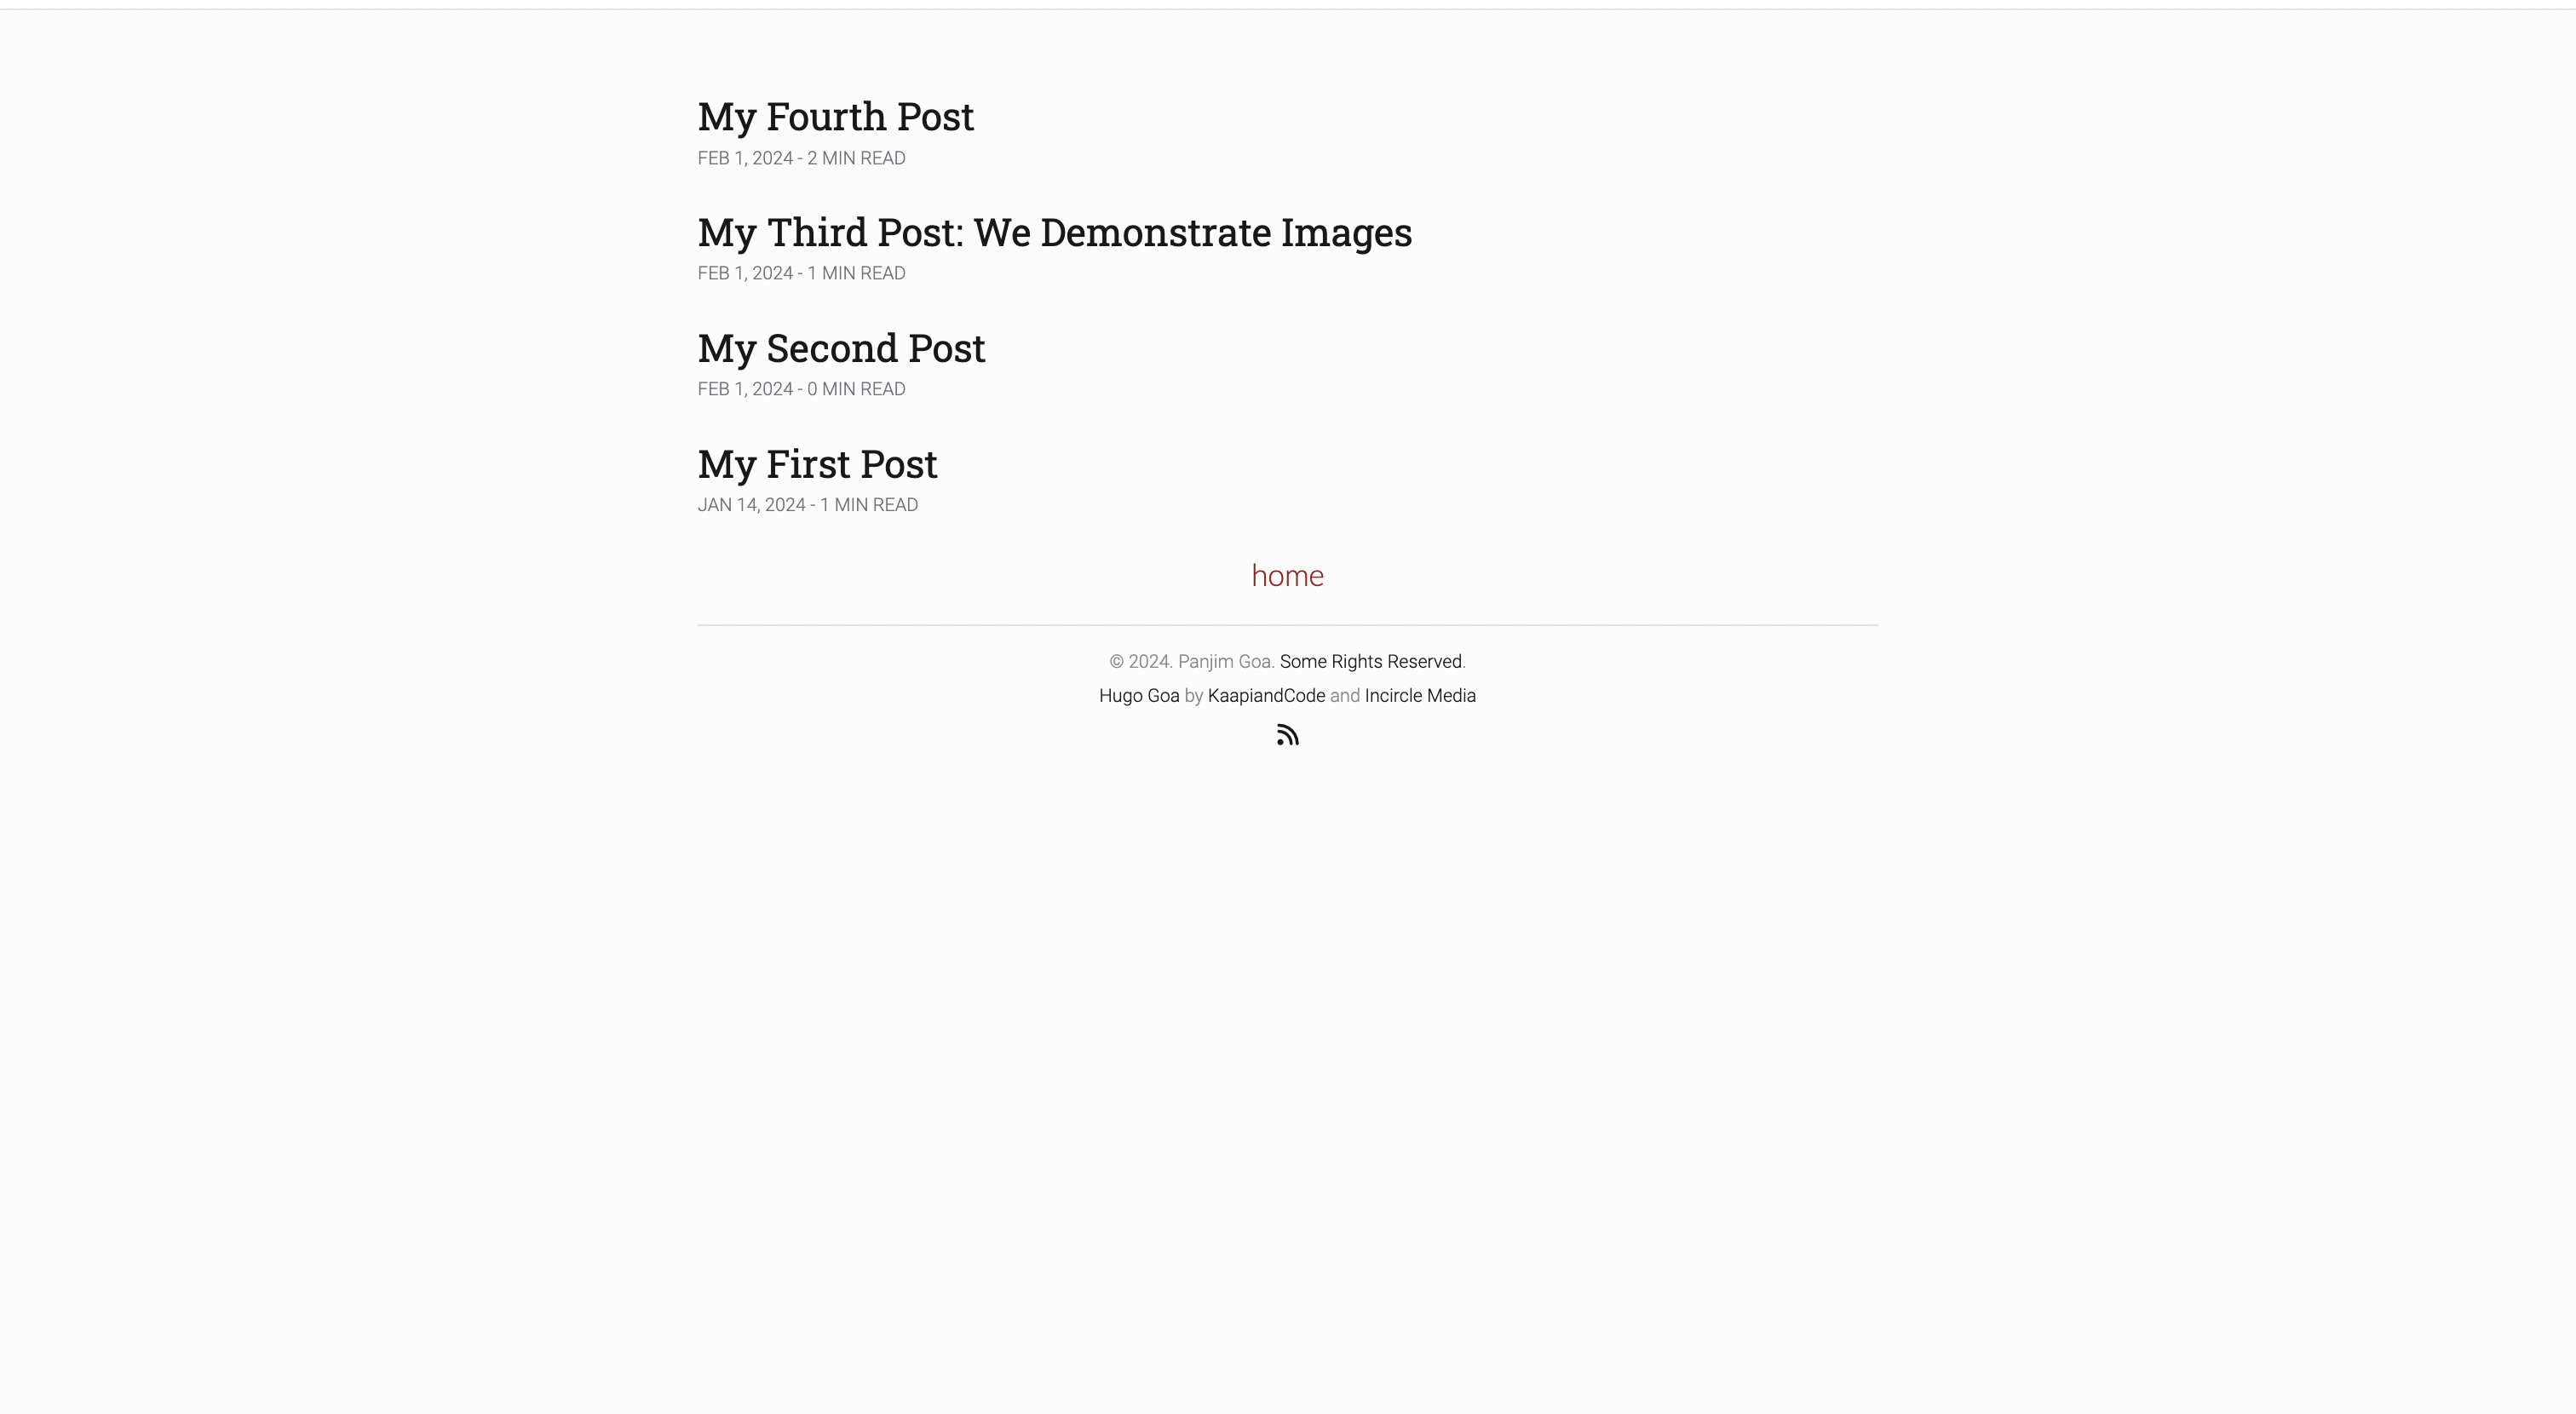 My Fourth Post
FEB 1, 2024 - 2 MIN READ
My Third Post: We Demonstrate Images
FEB 1, 2024 - 1 MIN READ
My Second Post
FEB 1, 2024 - 0 MIN READ
My First Post
JAN 14, 2024 - 1 MIN READ
home
© 2024. Panjim Goa. Some Rights Reserved.
Hugo Goa by KaapiandCode and Incircle Media